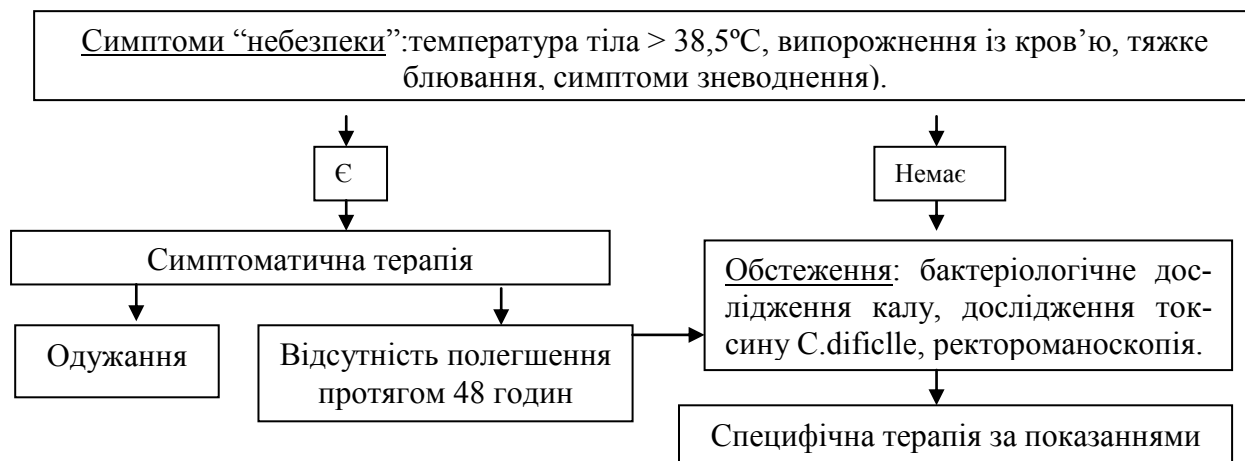 Симптоми “небезпеки”:температура тіла > 38,5ºС, випорожнення із кров’ю, тяжке
блювання, симптоми зневоднення).
Є
Немає
Симптоматична терапія
Обстеження: бактеріологічне дос-
лідження калу, дослідження ток-
сину C.dificlle, ректороманоскопія.
Одужання
Відсутність полегшення
протягом 48 годин
Специфічна терапія за показаннями